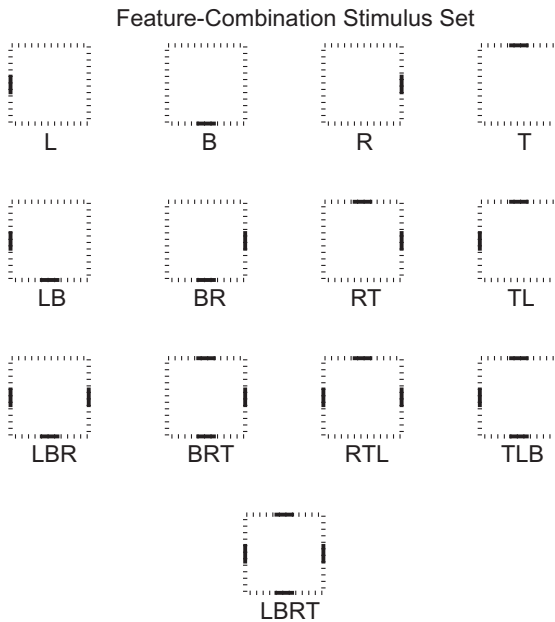 Feature-Combination Stimulus Set
L B R T
LB BR RT TL
LBR BRT RTL TLB
LBRT